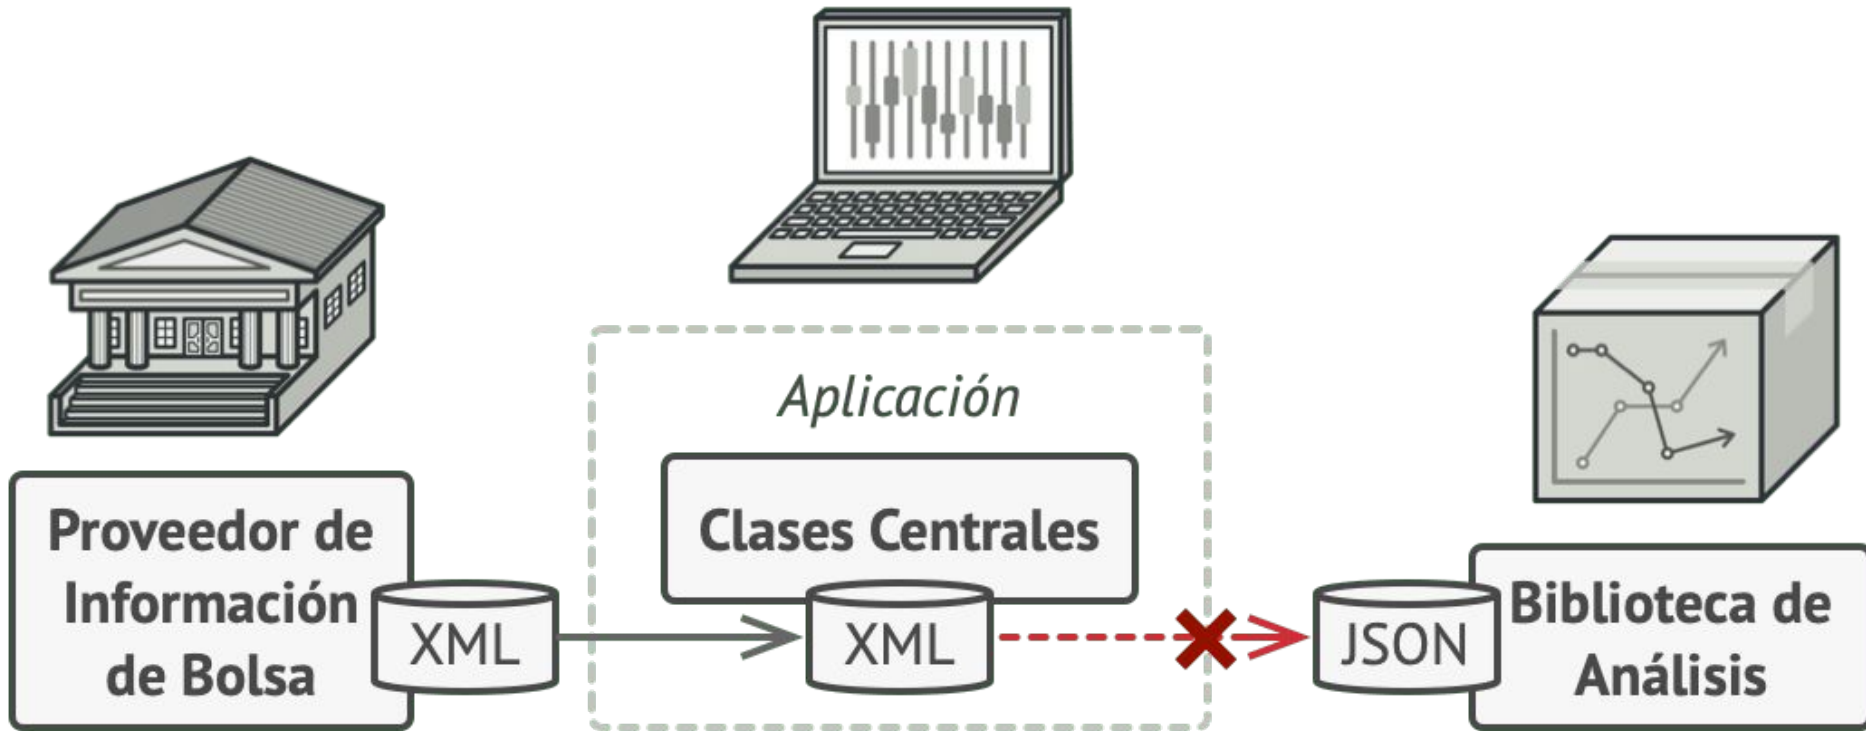 Aplicación
Proveedor de
Información
de Bolsa
XML
Clases Centrales
XML
JSON
Biblioteca de
Análisis